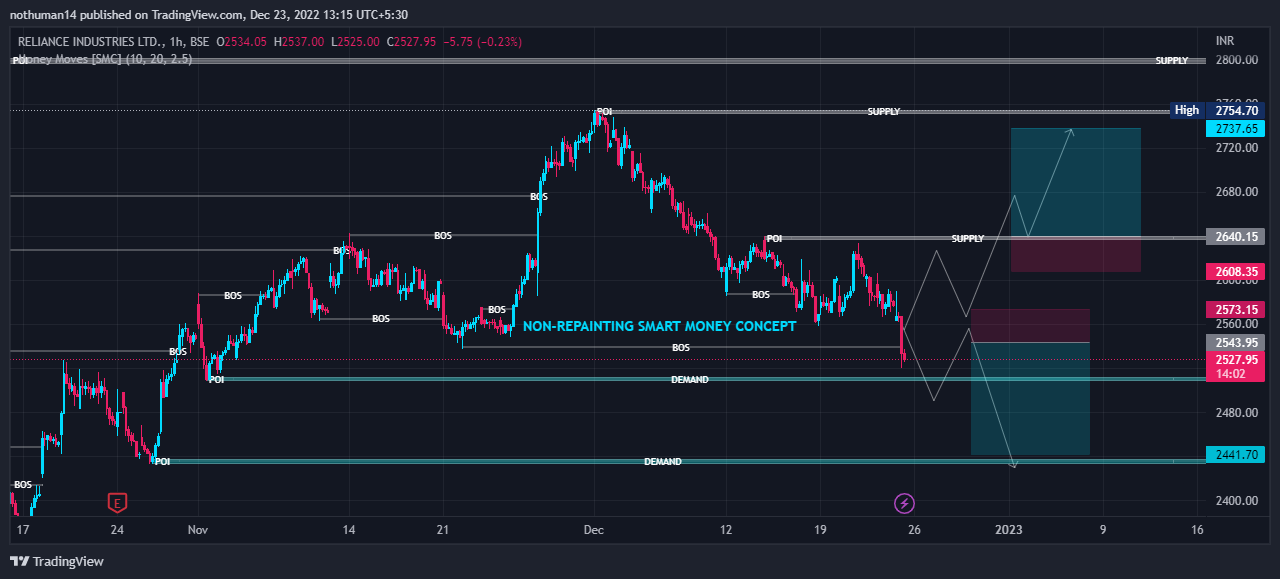 nothuman14 published on TradingView.com, Dec 23, 2022 13:15 UTC+5:30
RELIANCE INDUSTRIES LTD., 1h, BSE O2534.05 H2537.00 L2525.00 C2527.95 −5.75 (−0.23%)
INR
Money Moves [SMC] (10, 20, 2.5)
POI
SUPPLY
2800.00
2760.00
POI
SUPPLY
High
2754.70
2737.65
2720.00
BOS
2680.00
BOS
BOS
POI
SUPPLY
2640.15
2608.35
2600.00
BOS
BOS
BOS
2573.15
BOS
NON-REPAINTING SMART MONEY CONCEPT
2560.00
BOS
BOS
2543.95
2527.95
14:02
POI
DEMAND
2480.00
POI
DEMAND
2441.70
BOS
2400.00
E
17 24 Nov 14 21 Dec 12 19 26 2023 9 16
TradingView